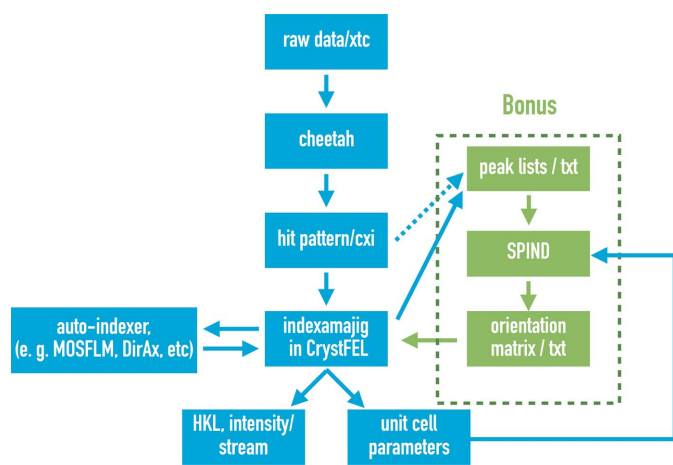 raw data/xtc
cheetah
hit pattern/cxi
indexamajig
in CrystFEL
auto-indexer,
(e. g. MOSFLM, DirAx, etc)
HKL, intensity/
stream
unit cell
parameters
Bonus
peak lists / txt
SPIND
orientation
matrix / txt